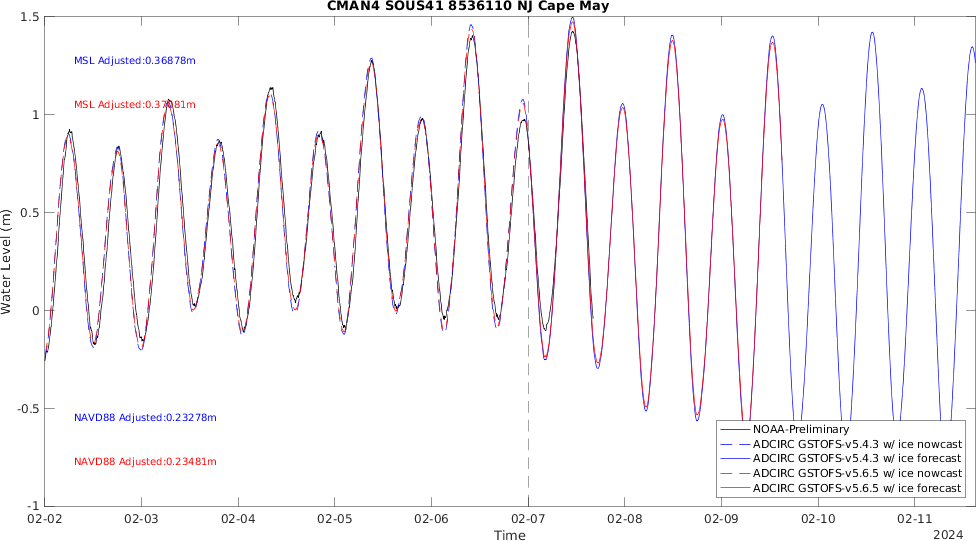 CMAN4 SOUS41 8536110 NJ Cape May
1.5
1
0.5
0
-0.5
-1
Water Level (m)
MSL Adjusted:0.36878m
MSL
NAVD88 Adjusted:0.23278m
NAVD88 Adjusted:0.23481m
NOAA-Preliminary
ADCIRC GSTOFS-v5.4.3 w/ ice nowcast
ADCIRC GSTOFS-v5.4.3 w/ ice forecast
ADCIRC GSTOFS-v5.6.5 w/ ice nowcast
ADCIRC GSTOFS-v5.6.5 w/ ice forecast
02-02 02-03 02-04 02-05 02-06 02-07 02-08 02-09 02-10 02-11
Time
2024